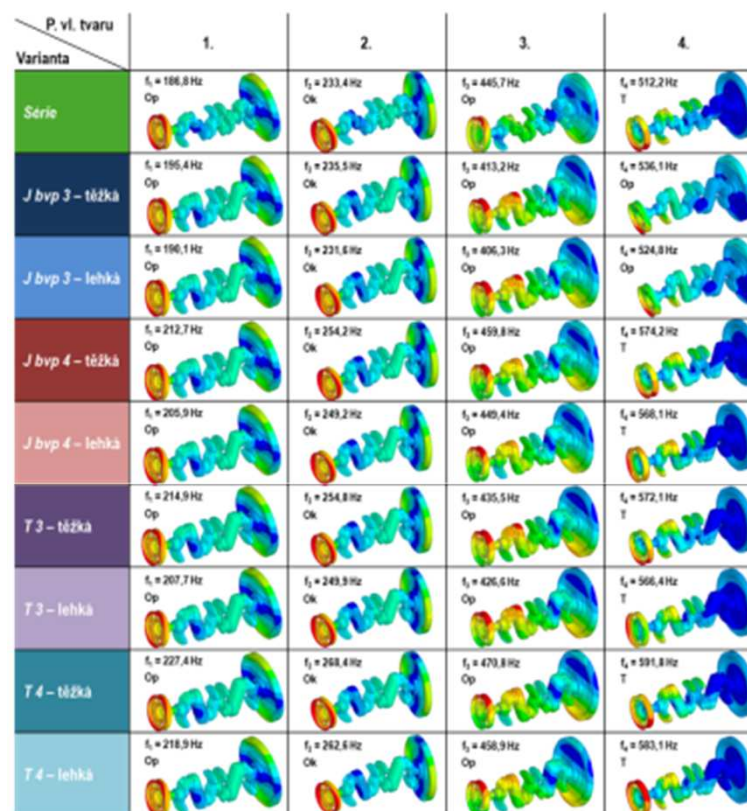 P. vl. tvaru
Varianta
1.
2.
3.
4.
Série
f₁ = 186,8 Hz
Op
f₂ = 233,4 Hz
Ok
f₃ = 445,7 Hz
Op
f₄ = 512,2 Hz
T
J bvp 3 – těžká
f₁ = 195,4 Hz
Op
f₂ = 235,5 Hz
Ok
f₃ = 413,2 Hz
Op
f₄ = 536,1 Hz
Op
J bvp 3 – lehká
f₁ = 190,1 Hz
Op
f₂ = 231,6 Hz
Ok
f₃ = 406,3 Hz
Op
f₄ = 524,8 Hz
Op
J bvp 4 – těžká
f₁ = 212,7 Hz
Op
f₂ = 254,2 Hz
Ok
f₃ = 459,8 Hz
Op
f₄ = 574,2 Hz
T
J bvp 4 – lehká
f₁ = 205,9 Hz
Op
f₂ = 249,2 Hz
Ok
f₃ = 449,4 Hz
Op
f₄ = 568,1 Hz
T
T 3 – těžká
f₁ = 214,9 Hz
Op
f₂ = 254,8 Hz
Ok
f₃ = 435,5 Hz
Op
f₄ = 572,1 Hz
T
T 3 – lehká
f₁ = 207,7 Hz
Op
f₂ = 249,9 Hz
Ok
f₃ = 426,6 Hz
Op
f₄ = 566,4 Hz
T
T 4 – těžká
f₁ = 227,4 Hz
Op
f₂ = 268,4 Hz
Ok
f₃ = 470,8 Hz
Op
f₄ = 591,8 Hz
T
T 4 – lehká
f₁ = 218,9 Hz
Op
f₂ = 262,6 Hz
Ok
f₃ = 458,9 Hz
Op
f₄ = 583,1 Hz
T